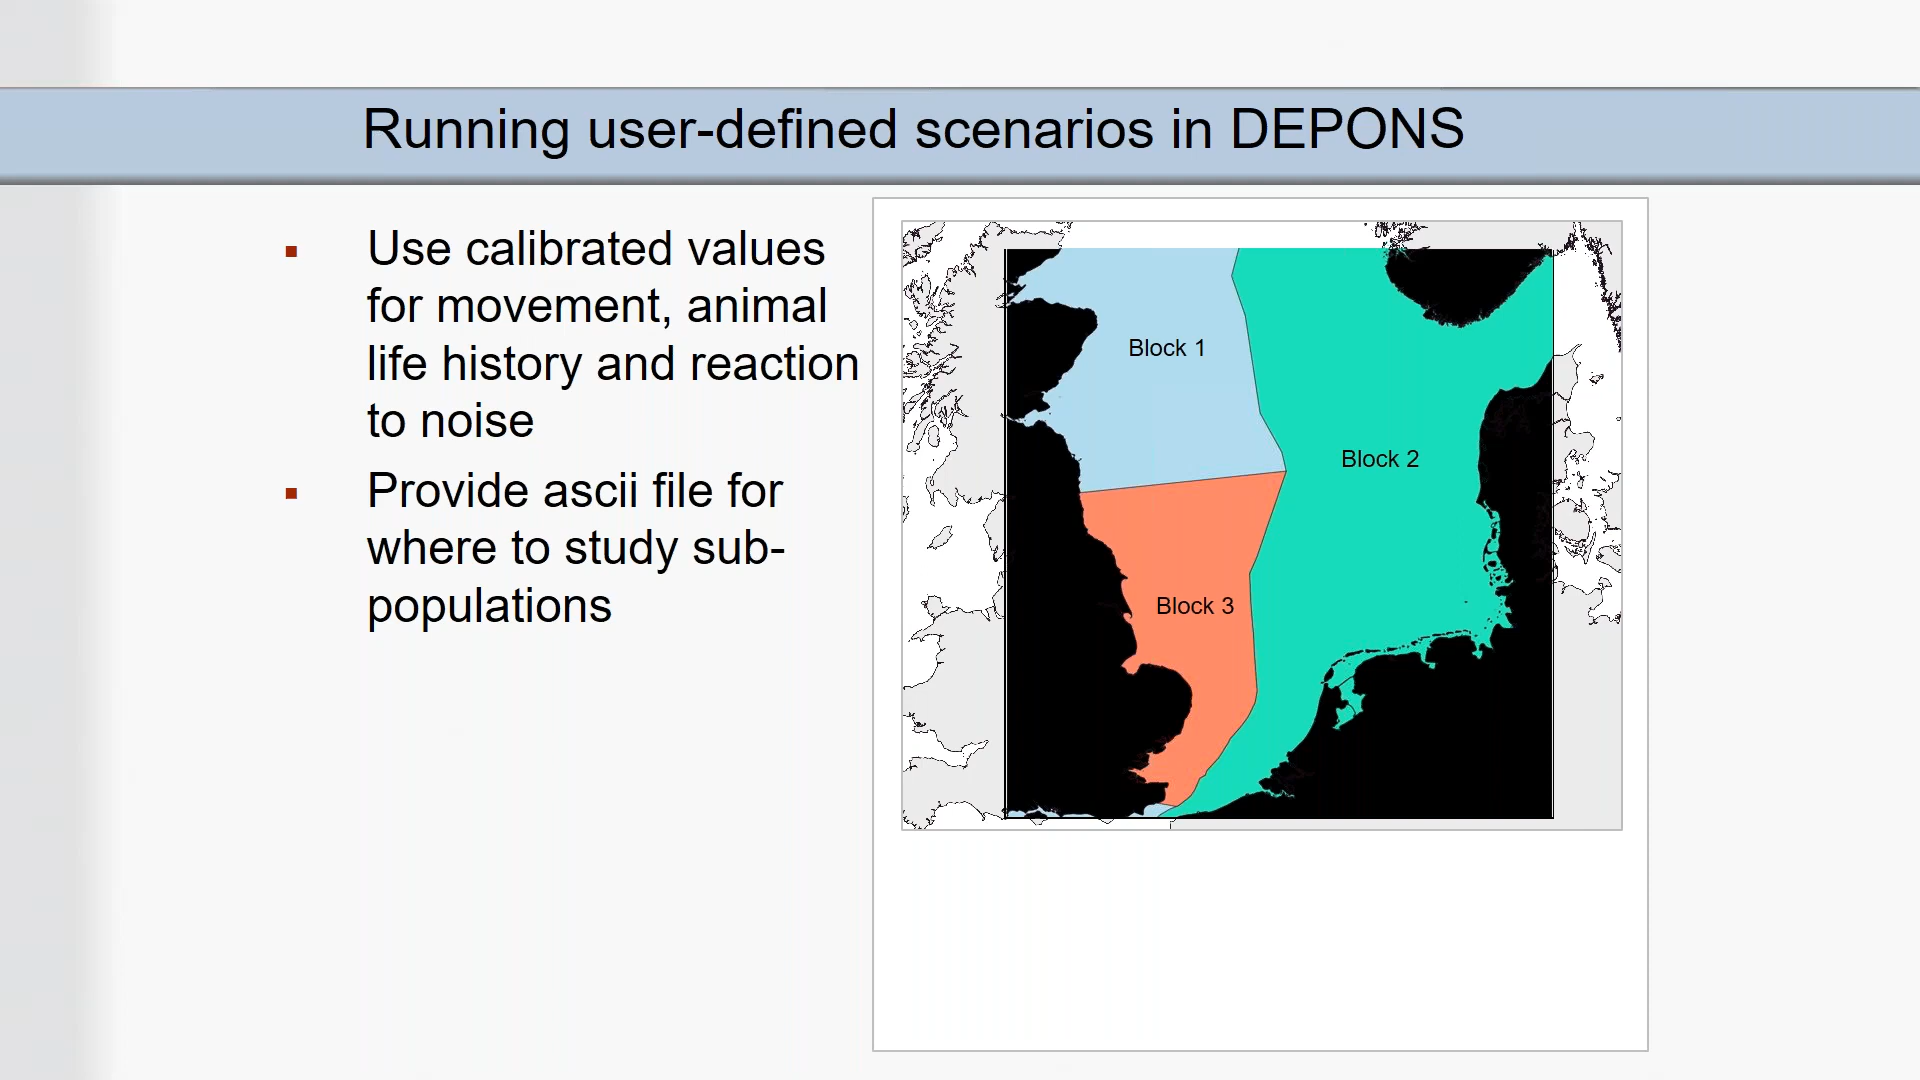 Running user-defined scenarios in DEPONS
Use calibrated values
for movement, animal
life history and reaction
to noise
Provide ascii file for
where to study sub-
populations
Block 1
Block 2
Block 3